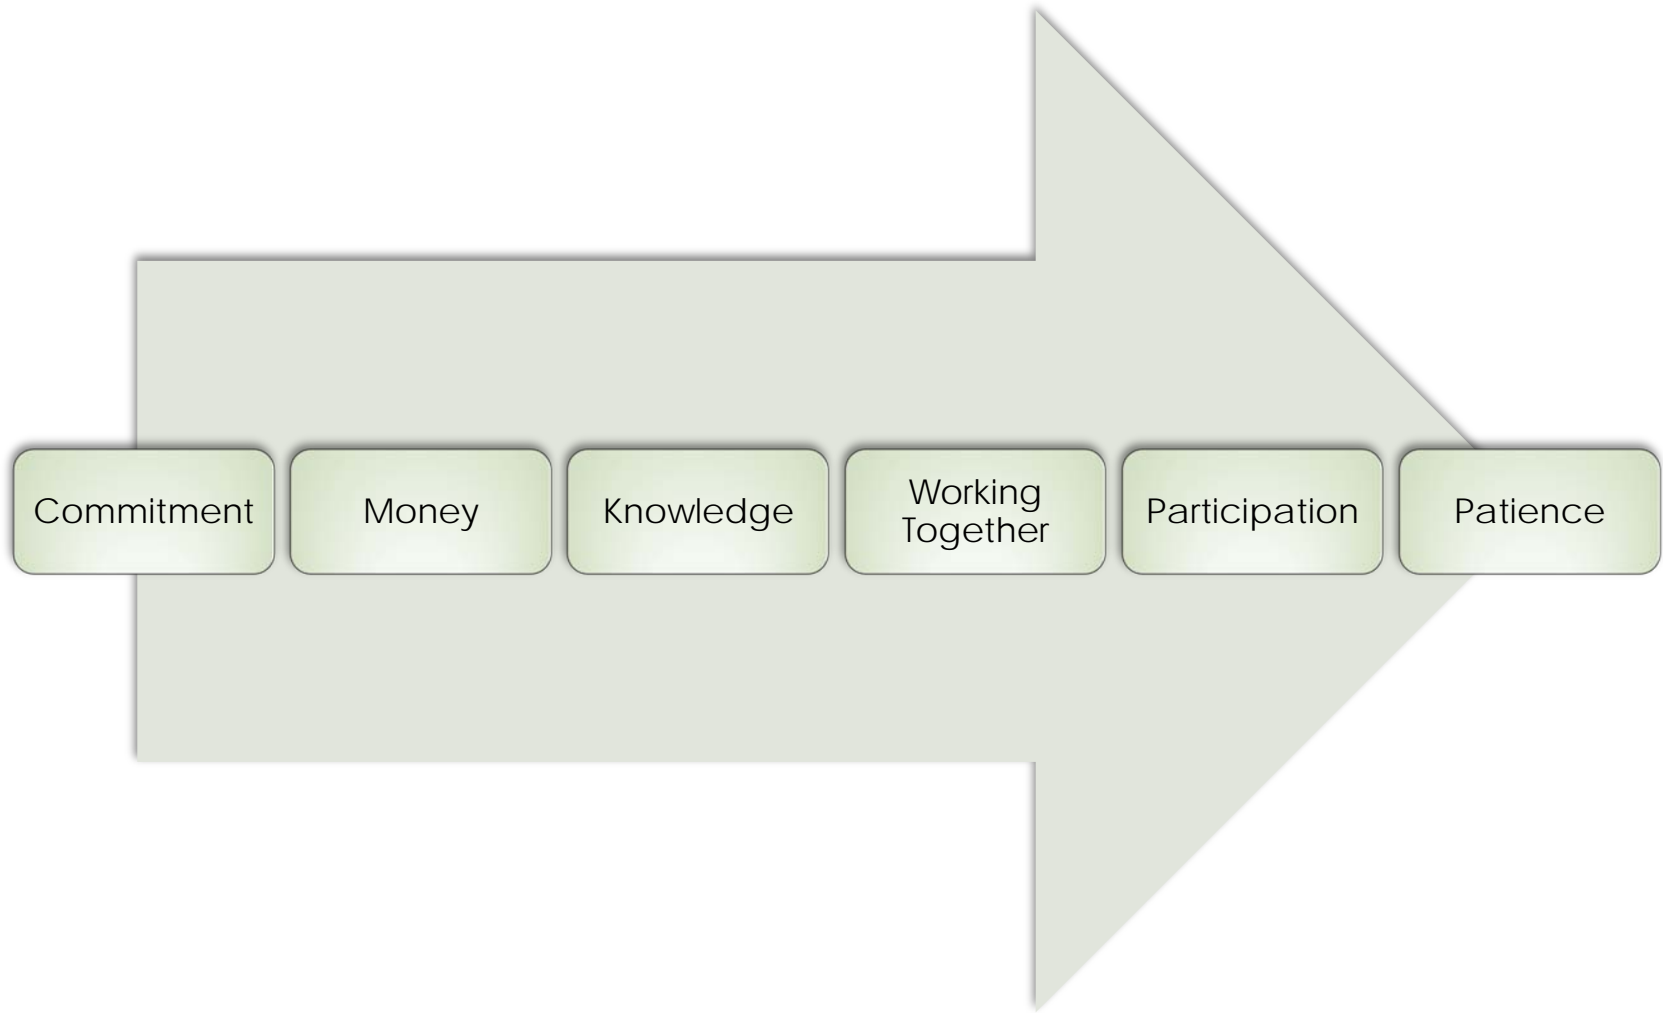 Commitment
Money
Knowledge
Working
Together
Participation
Patience